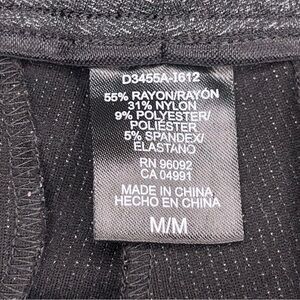 D3455A-I612
55% RAYON/RAYÓN
31% NYLON
9% POLYESTER/
POLIÉSTER
5% SPANDEX/
ELASTANO
RN 96092
CA 04991
MADE IN CHINA
HECHO EN CHINA
M/M